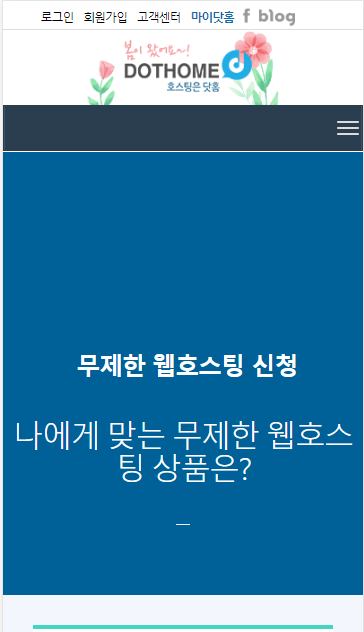 로그인 회원가입 고객센터 마이닷홈 f blog
봄이 왔어요~!
DOTHOME d
호스팅은 닷홈
무제한 웹호스팅 신청
나에게 맞는 무제한 웹호스
팅 상품은?